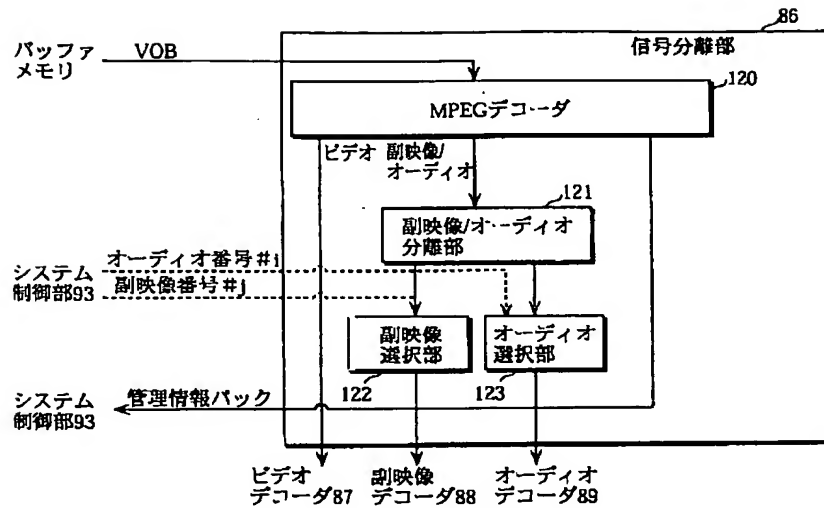 86
バッファ
メモリ
VOB
信号分離部
120
MPEGデコーダ
ビデオ
副映像/
オーディオ
121
副映像/オーディオ
分離部
オーディオ番号#i
システム
制御部93
副映像番号#j
副映像
選択部
オーディオ
選択部
122
123
システム
制御部93
管理情報パック
ビデオ
デコーダ87
副映像
デコーダ88
オーディオ
デコーダ89